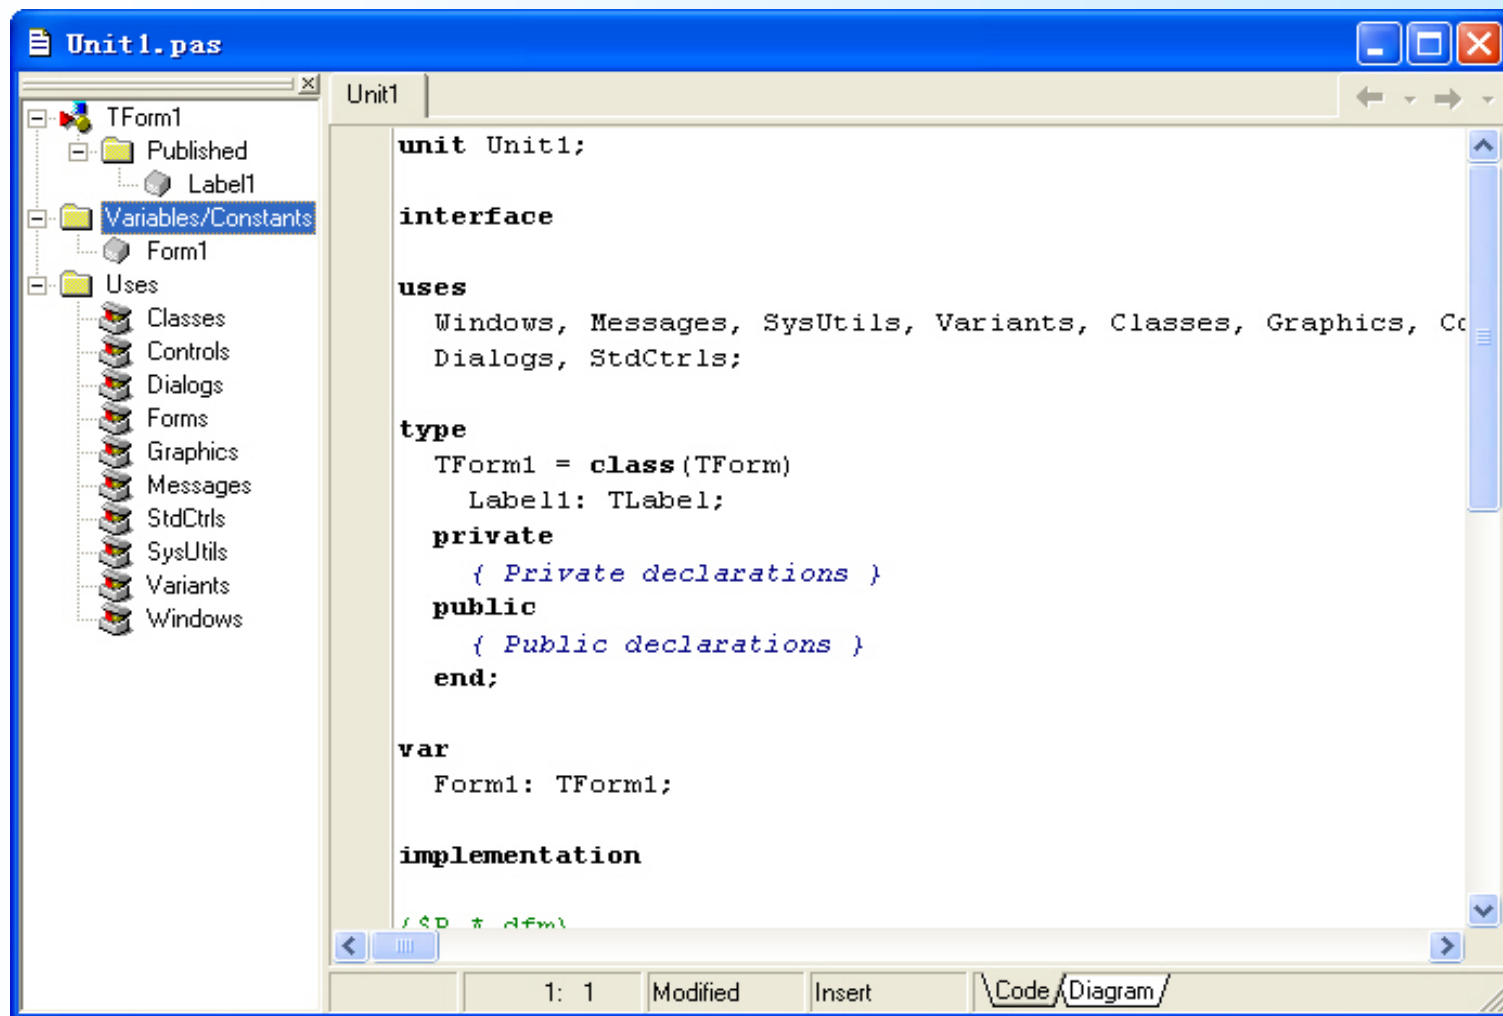 Unit1.pas
TForm1
Published
Label1
Variables/Constants
Form1
Uses
Classes
Controls
Dialogs
Forms
Graphics
Messages
StdCtrls
SysUtils
Variants
Windows
Unit1
unit Unit1;
interface
uses
Windows, Messages, SysUtils, Variants, Classes, Graphics,
Dialogs, StdCtrls;
type
TForm1 = class(TForm)
Label1: TLabel;
private
{ Private declarations }
public
{ Public declarations }
end;
var
Form1: TForm1;
implementation
{$R *.dfm}
1: 1 Modified Insert Code Diagram